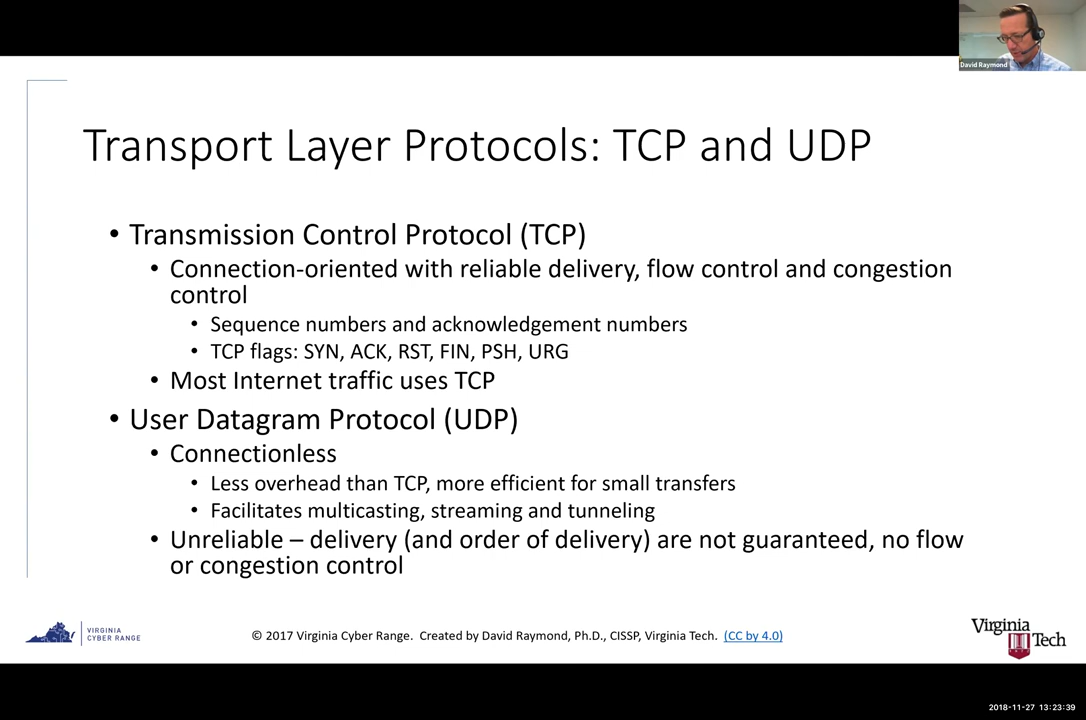 David Raymond
Transport Layer Protocols: TCP and UDP
• Transmission Control Protocol (TCP)
• Connection-oriented with reliable delivery, flow control and congestion
control
• Sequence numbers and acknowledgement numbers
• TCP flags: SYN, ACK, RST, FIN, PSH, URG
• Most Internet traffic uses TCP
• User Datagram Protocol (UDP)
• Connectionless
• Less overhead than TCP, more efficient for small transfers
• Facilitates multicasting, streaming and tunneling
• Unreliable – delivery (and order of delivery) are not guaranteed, no flow
or congestion control
VIRGINIA
CYBER RANGE
© 2017 Virginia Cyber Range. Created by David Raymond, Ph.D., CISSP, Virginia Tech. (CC by 4.0)
Virginia
Tech
2018-11-27 13:23:39